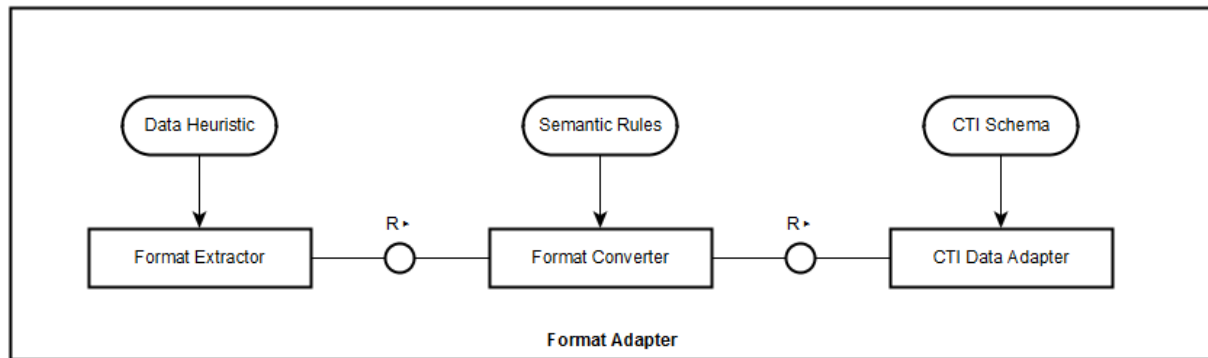 Data Heuristic
Semantic Rules
CTI Schema
R ▸
R ▸
Format Extractor
Format Converter
CTI Data Adapter
Format Adapter